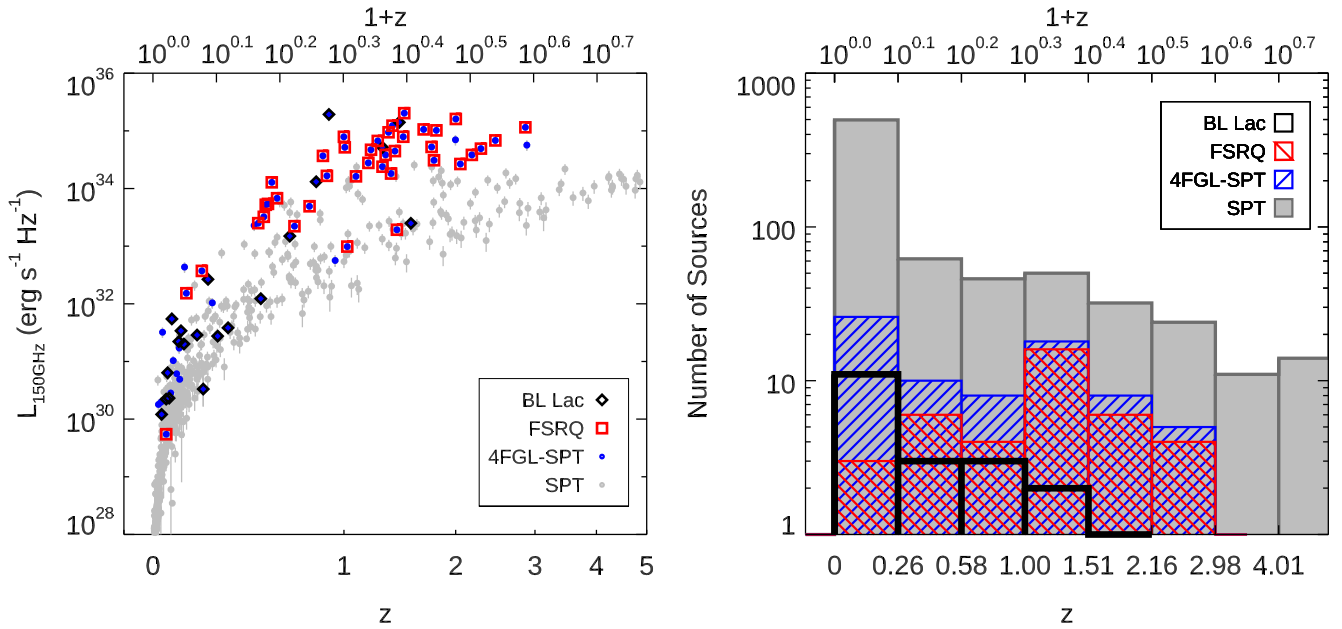 1+z
10^0.0 10^0.1 10^0.2 10^0.3 10^0.4 10^0.5 10^0.6 10^0.7
10^36
10^34
10^32
10^30
10^28
L_150GHz (erg s^-1 Hz^-1)
BL Lac
FSRQ
4FGL-SPT
SPT
0 1 2 3 4 5
z
1+z
10^0.0 10^0.1 10^0.2 10^0.3 10^0.4 10^0.5 10^0.6 10^0.7
1000
100
10
1
Number of Sources
BL Lac
FSRQ
4FGL-SPT
SPT
0 0.26 0.58 1.00 1.51 2.16 2.98 4.01
z